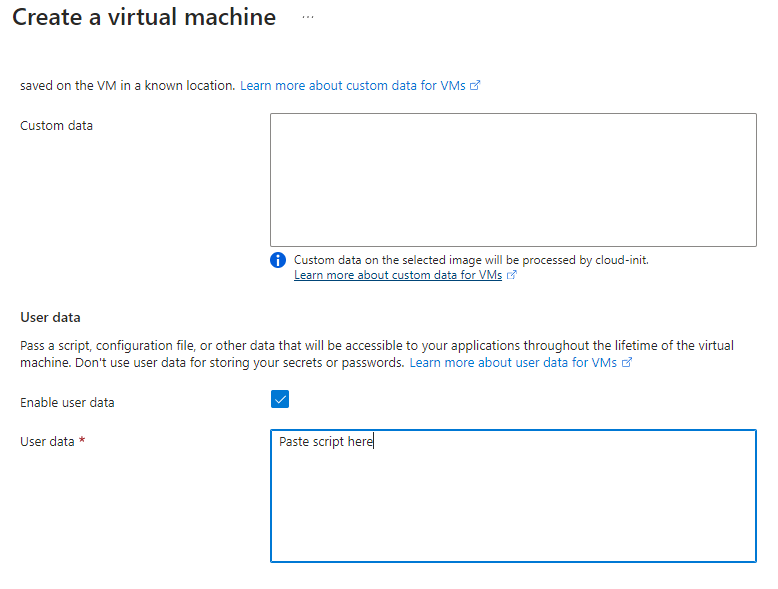 Create a virtual machine ...
saved on the VM in a known location. Learn more about custom data for VMs
Custom data
Custom data on the selected image will be processed by cloud-init.
Learn more about custom data for VMs
User data
Pass a script, configuration file, or other data that will be accessible to your applications throughout the lifetime of the virtual
machine. Don't use user data for storing your secrets or passwords. Learn more about user data for VMs
Enable user data
User data *
Paste script here